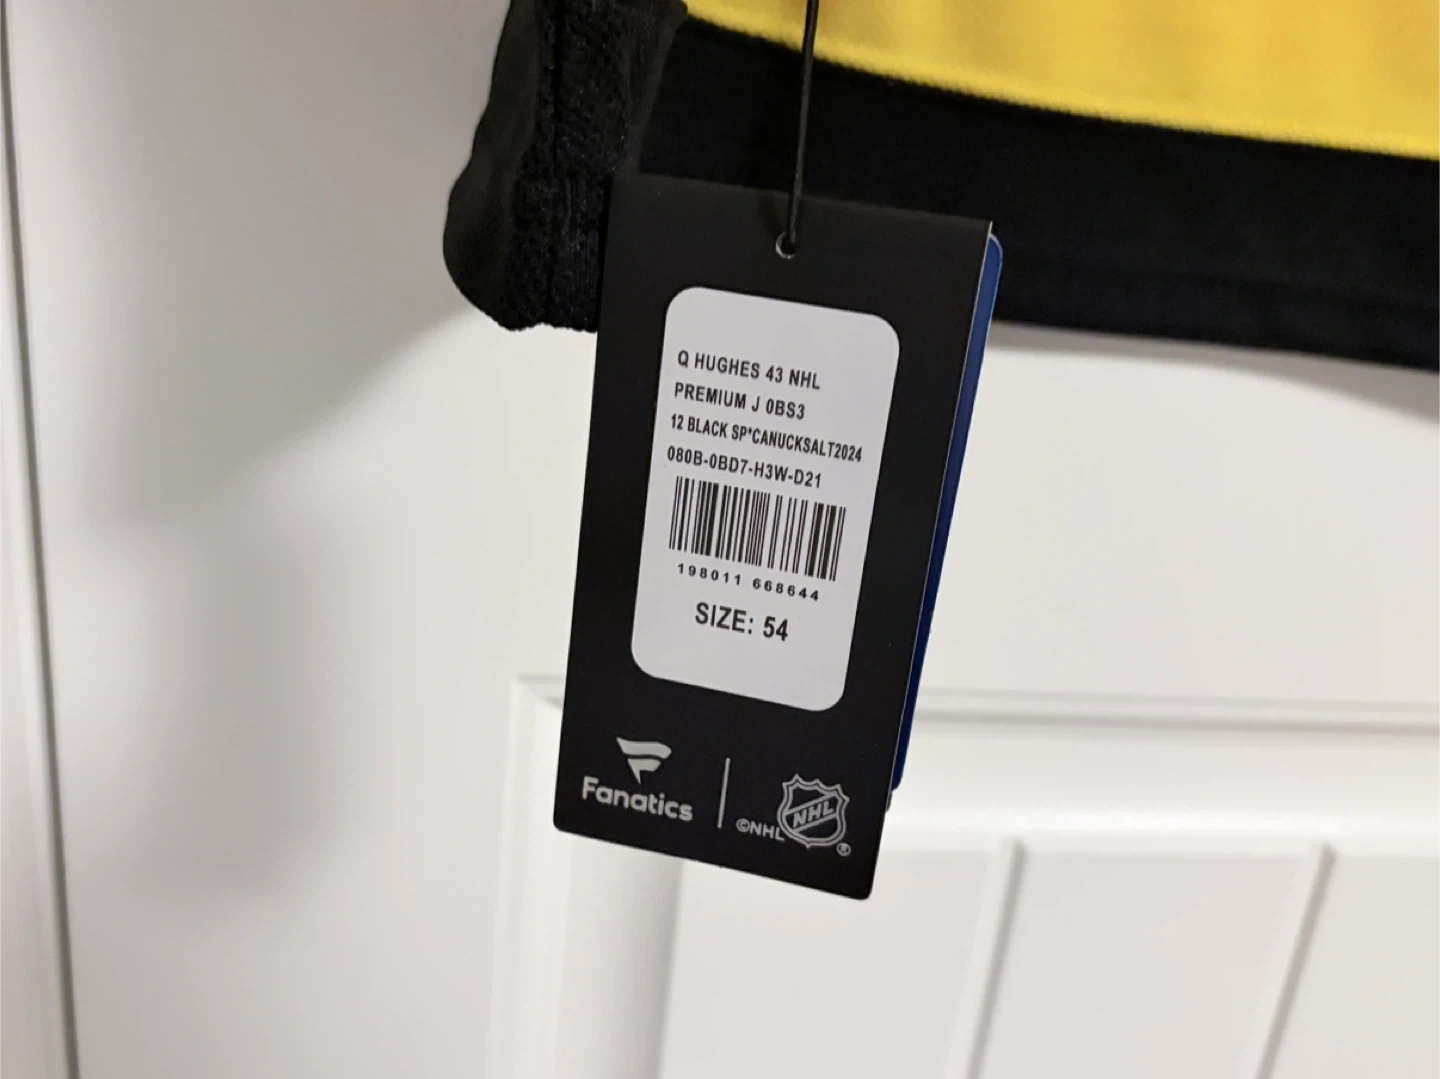 Q HUGHES 43 NHL
PREMIUM J 0BS3
12 BLACK SP*CANUCKSALT2024
080B-0BD7-H3W-D21
198011 668644
SIZE: 54
Fanatics
©NHL NHL ®